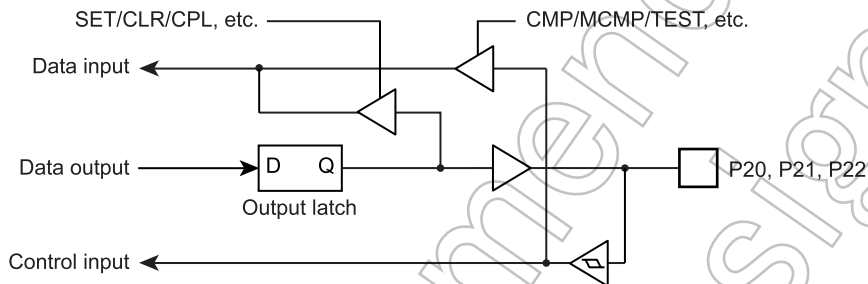 SET/CLR/CPL, etc.
CMP/MCMP/TEST, etc.
Data input
Data output
D Q
P20, P21, P22
Output latch
Control input